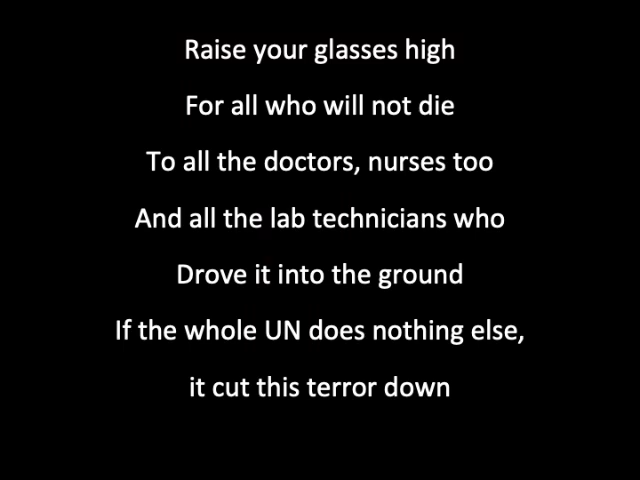 Raise your glasses high
For all who will not die
To all the doctors, nurses too
And all the lab technicians who
Drove it into the ground
If the whole UN does nothing else,
it cut this terror down